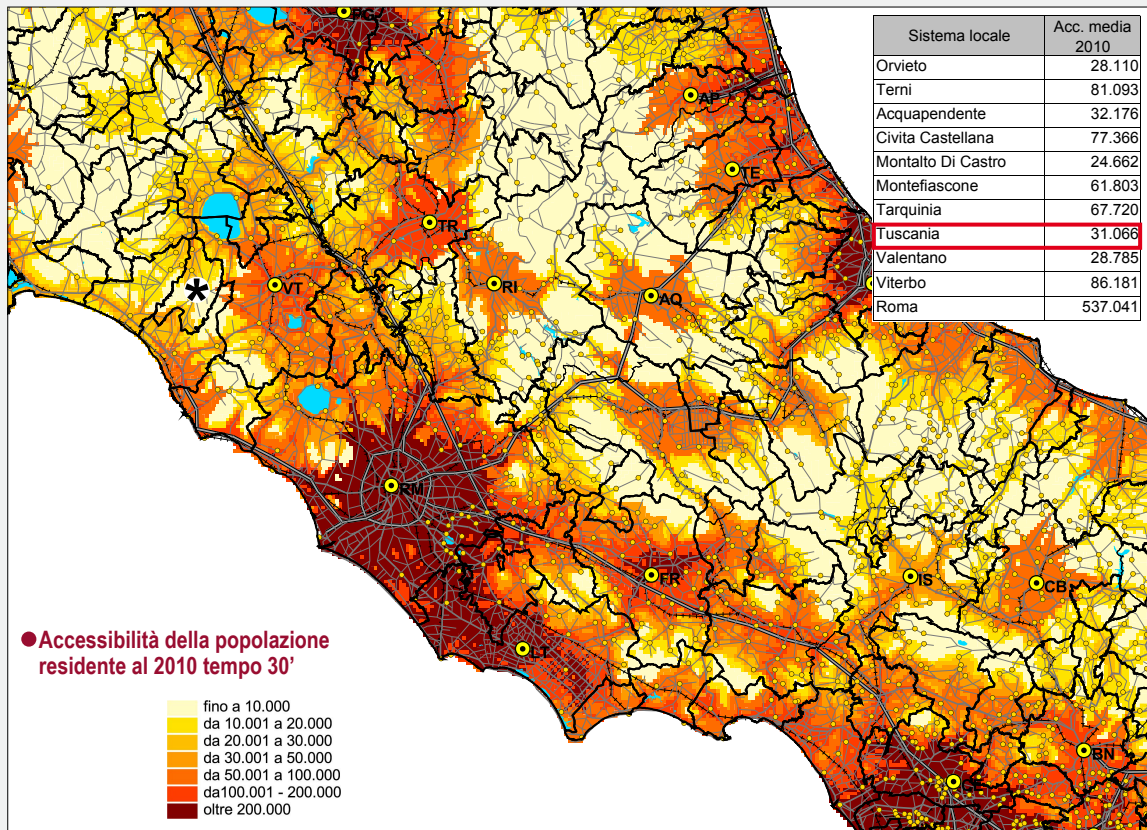 Sistema locale Acc. media 2010
Orvieto 28.110
Terni 81.093
Acquapendente 32.176
Civita Castellana 77.366
Montalto Di Castro 24.662
Montefiascone 61.803
Tarquinia 67.720
Tuscania 31.066
Valentano 28.785
Viterbo 86.181
Roma 537.041
AP
TE
TR
VT
*
RI
AQ
RM
FR
IS
CB
LT
BN
Accessibilità della popolazione
residente al 2010 tempo 30’
fino a 10.000
da 10.001 a 20.000
da 20.001 a 30.000
da 30.001 a 50.000
da 50.001 a 100.000
da100.001 - 200.000
oltre 200.000